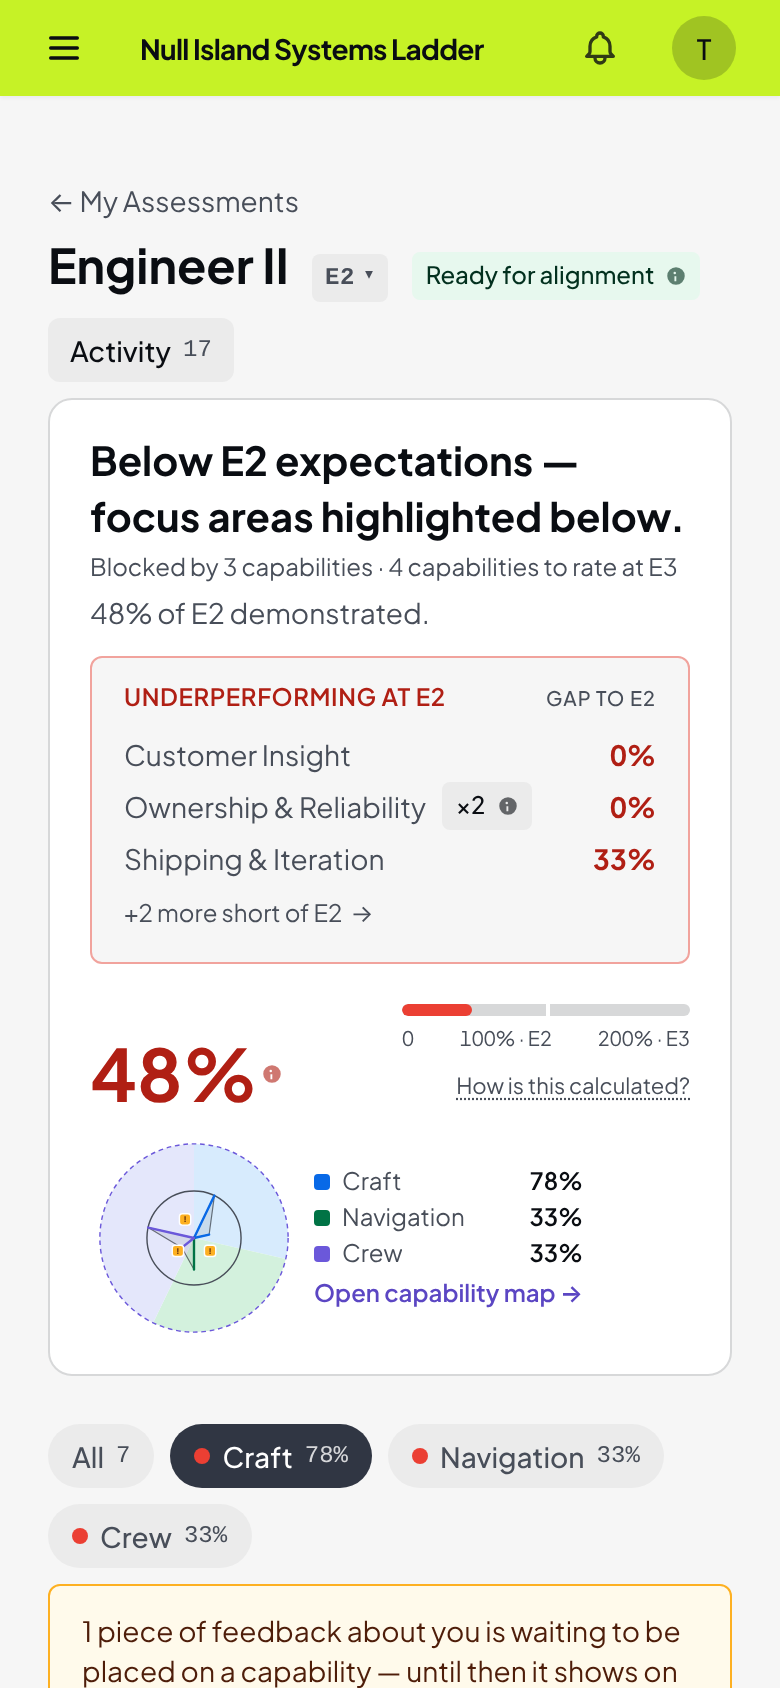 Null Island Systems Ladder
T
← My Assessments
Engineer II
E2 ▾
Ready for alignment
Activity 17
Below E2 expectations —
focus areas highlighted below.
Blocked by 3 capabilities · 4 capabilities to rate at E3
48% of E2 demonstrated.
UNDERPERFORMING AT E2 GAP TO E2
Customer Insight 0%
Ownership & Reliability ×2 0%
Shipping & Iteration 33%
+2 more short of E2 →
0 100% · E2 200% · E3
48%
How is this calculated?
Craft 78%
Navigation 33%
Crew 33%
Open capability map →
All 7
Craft 78%
Navigation 33%
Crew 33%
1 piece of feedback about you is waiting to be
placed on a capability — until then it shows on